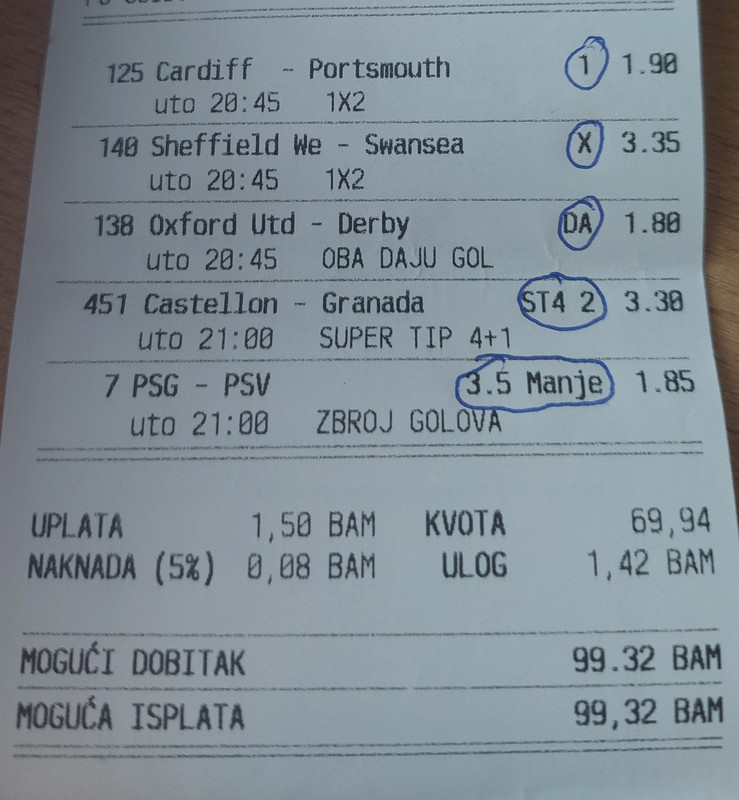 125 Cardiff - Portsmouth 1 1.90
uto 20:45 1X2
140 Sheffield We - Swansea X 3.35
uto 20:45 1X2
138 Oxford Utd - Derby DA 1.80
uto 20:45 OBA DAJU GOL
451 Castellon - Granada ST4 2 3.30
uto 21:00 SUPER TIP 4+1
7 PSG - PSV 3.5 Manje 1.85
uto 21:00 ZBROJ GOLOVA
UPLATA 1,50 BAM KVOTA 69,94
NAKNADA (5%) 0,08 BAM ULOG 1,42 BAM
MOGUĆI DOBITAK 99.32 BAM
MOGUĆA ISPLATA 99,32 BAM